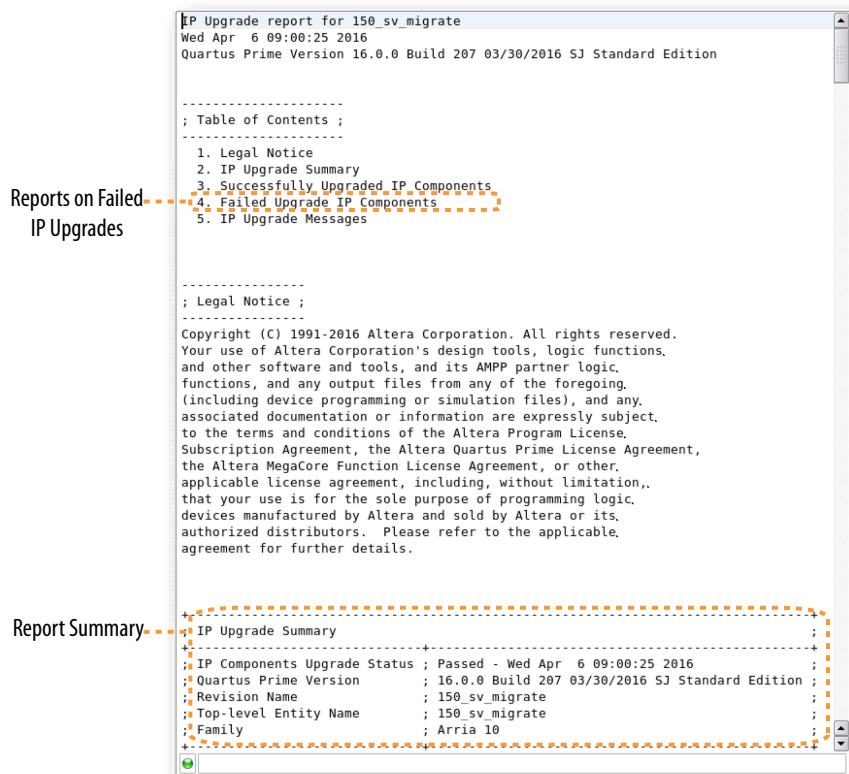 IP Upgrade report for 150_sv_migrate
Wed Apr  6 09:00:25 2016
Quartus Prime Version 16.0.0 Build 207 03/30/2016 SJ Standard Edition
---------------------
; Table of Contents ;
---------------------
  1. Legal Notice
  2. IP Upgrade Summary
  3. Successfully Upgraded IP Components
  4. Failed Upgrade IP Components
  5. IP Upgrade Messages
Reports on Failed
IP Upgrades
----------------
; Legal Notice ;
----------------
Copyright (C) 1991-2016 Altera Corporation. All rights reserved.
Your use of Altera Corporation's design tools, logic functions
and other software and tools, and its AMPP partner logic
functions, and any output files from any of the foregoing
(including device programming or simulation files), and any
associated documentation or information are expressly subject
to the terms and conditions of the Altera Program License
Subscription Agreement, the Altera Quartus Prime License Agreement,
the Altera MegaCore Function License Agreement, or other
applicable license agreement, including, without limitation,
that your use is for the sole purpose of programming logic
devices manufactured by Altera and sold by Altera or its
authorized distributors.  Please refer to the applicable
agreement for further details.
Report Summary
+-------------------------------------------------------------------------------+
; IP Upgrade Summary                                                            ;
+------------------------------+------------------------------------------------+
; IP Components Upgrade Status ; Passed - Wed Apr  6 09:00:25 2016              ;
; Quartus Prime Version        ; 16.0.0 Build 207 03/30/2016 SJ Standard Edition ;
; Revision Name                ; 150_sv_migrate                                 ;
; Top-level Entity Name        ; 150_sv_migrate                                 ;
; Family                       ; Arria 10                                       ;
+------------------------------+------------------------------------------------+